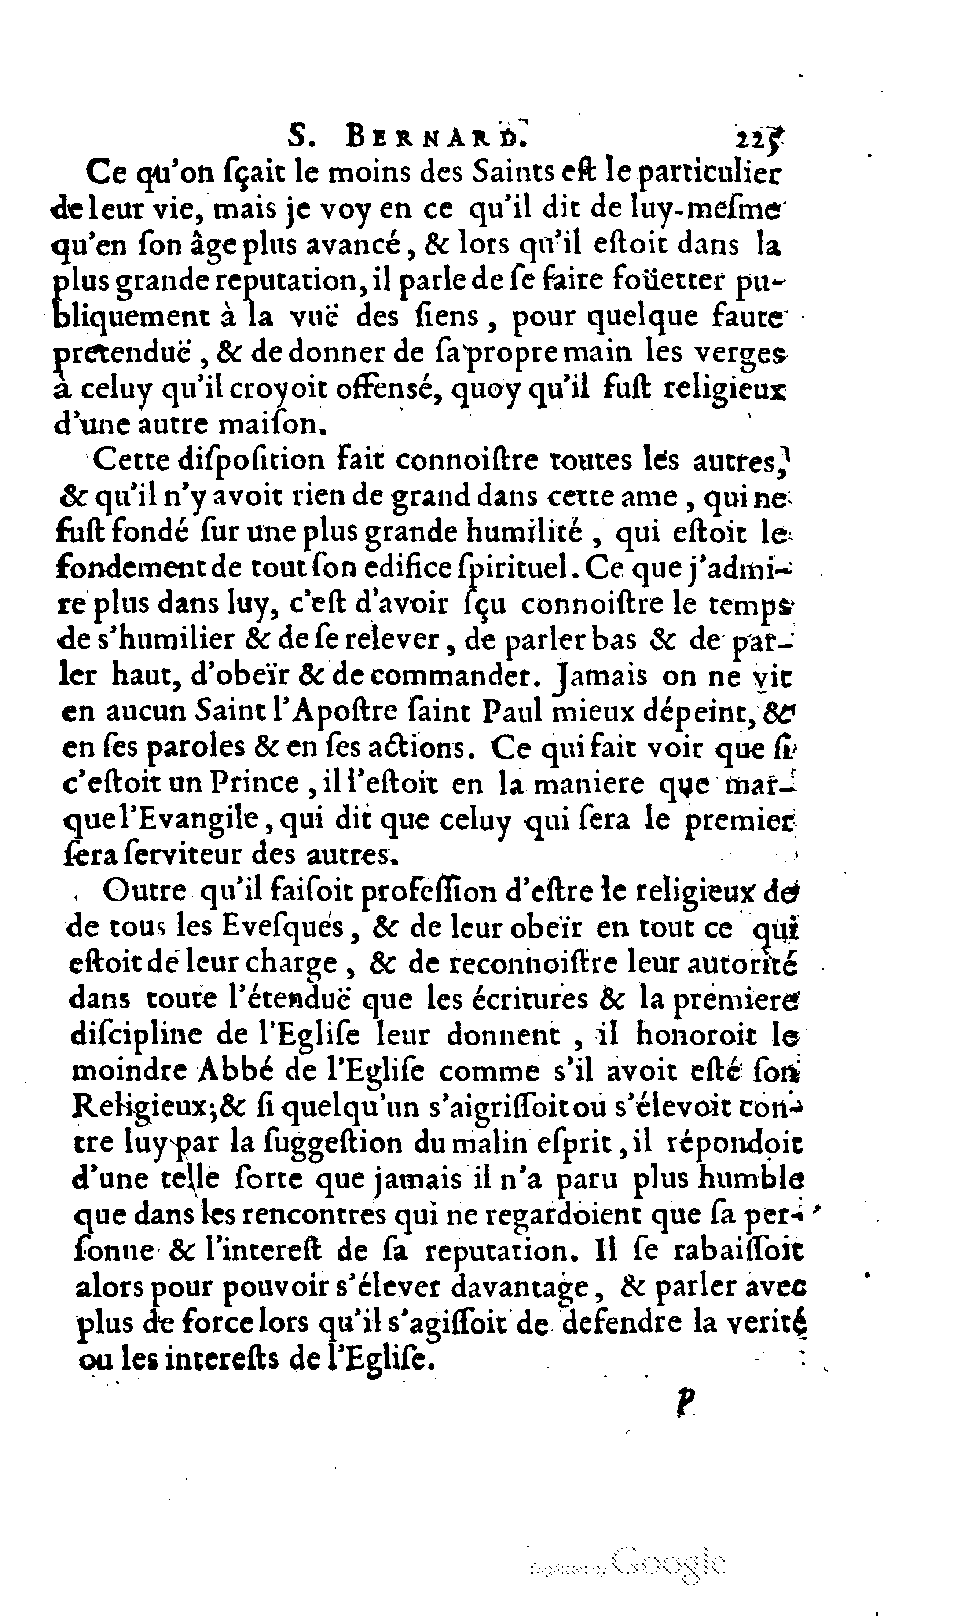 S. BERNARD. 225
Ce qu'on ſçait le moins des Saints eſt le particulier
de leur vie, mais je voy en ce qu'il dit de luy-meſme
qu'en ſon âge plus avancé, & lors qu'il eſtoit dans la
plus grande reputation, il parle de ſe faire foüetter pu-
bliquement à la vuë des ſiens, pour quelque faute
pretenduë, & de donner de ſa propre main les verges
à celuy qu'il croyoit offensé, quoy qu'il fuſt religieux
d'une autre maiſon.
Cette diſpoſition fait connoiſtre toutes les autres,
& qu'il n'y avoit rien de grand dans cette ame, qui ne
fuſt fondé ſur une plus grande humilité, qui eſtoit le
fondement de tout ſon edifice ſpirituel. Ce que j'admi-
re plus dans luy, c'eſt d'avoir ſçu connoiſtre le temps
de s'humilier & de ſe relever, de parler bas & de par-
ler haut, d'obeïr & de commander. Jamais on ne vit
en aucun Saint l'Apoſtre ſaint Paul mieux dépeint, &
en ſes paroles & en ſes actions. Ce qui fait voir que ſi
c'eſtoit un Prince, il l'eſtoit en la maniere que mar-
que l'Evangile, qui dit que celuy qui ſera le premier
ſera ſerviteur des autres.
Outre qu'il faiſoit profeſſion d'eſtre le religieux de
de tous les Eveſques, & de leur obeïr en tout ce qui
eſtoit de leur charge, & de reconnoiſtre leur autorité
dans toute l'étenduë que les écritures & la premiere
diſcipline de l'Egliſe leur donnent, il honoroit le
moindre Abbé de l'Egliſe comme s'il avoit eſté ſon
Religieux; & ſi quelqu'un s'aigriſſoit ou s'élevoit con-
tre luy par la ſuggeſtion du malin eſprit, il répondoit
d'une telle ſorte que jamais il n'a paru plus humble
que dans les rencontres qui ne regardoient que ſa per-
ſonne & l'intereſt de ſa reputation. Il ſe rabaiſſoit
alors pour pouvoir s'élever davantage, & parler avec
plus de force lors qu'il s'agiſſoit de defendre la verité
ou les intereſts de l'Egliſe.
P
Digitized by Google